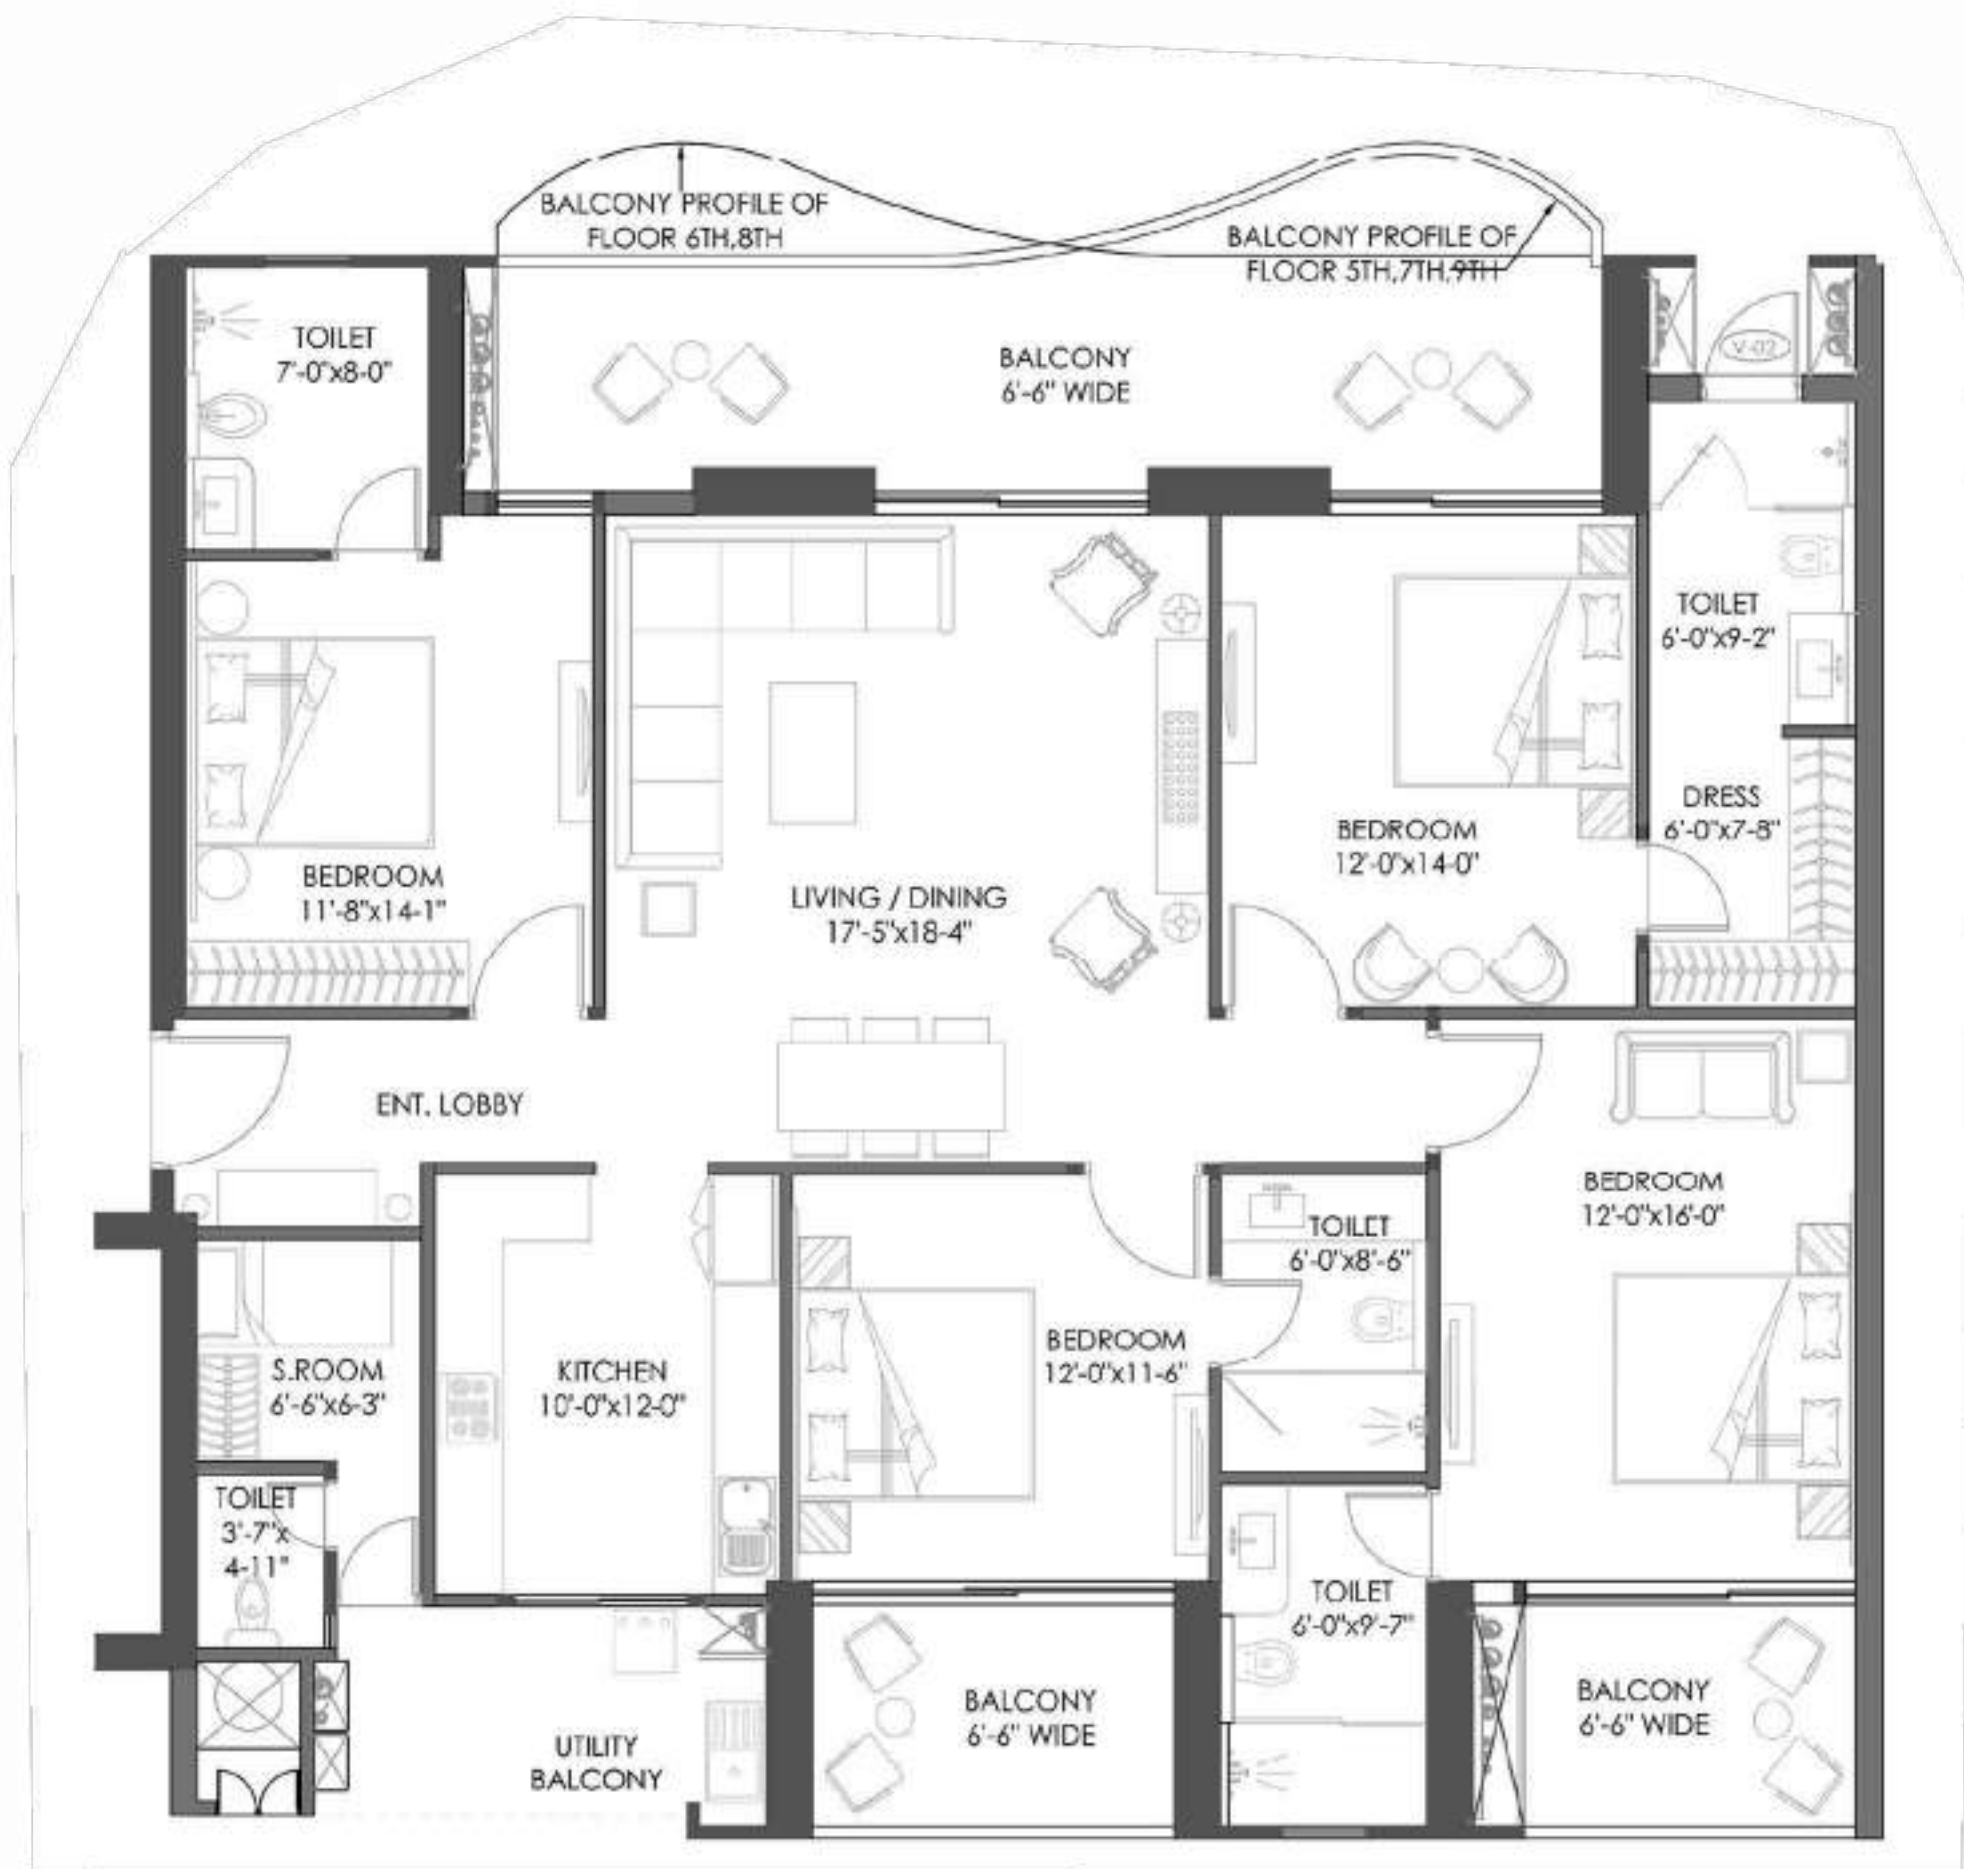 BALCONY PROFILE OF
FLOOR 6TH,8TH
BALCONY PROFILE OF
FLOOR 5TH,7TH,9TH
TOILET
7'-0"x8-0"
BALCONY
6'-6" WIDE
V-02
TOILET
6'-0"x9-2"
DRESS
6'-0"x7-8"
BEDROOM
12'-0"x14-0"
BEDROOM
11'-8"x14-1"
LIVING / DINING
17'-5"x18-4"
ENT. LOBBY
BEDROOM
12'-0"x16'-0"
TOILET
6'-0"x8'-6"
BEDROOM
12'-0"x11-6"
S.ROOM
6'-6"x6-3"
KITCHEN
10'-0"x12-0"
TOILET
3'-7"x
4-11"
TOILET
6'-0"x9'-7"
BALCONY
6'-6" WIDE
BALCONY
6'-6" WIDE
UTILITY
BALCONY